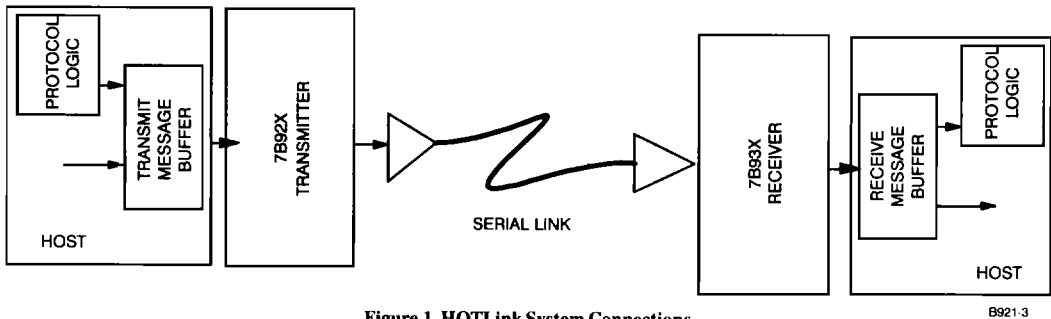 PROTOCOL
LOGIC
TRANSMIT
MESSAGE
BUFFER
HOST
7B92X
TRANSMITTER
SERIAL LINK
7B93X
RECEIVER
RECEIVE
MESSAGE
BUFFER
PROTOCOL
LOGIC
HOST
Figure 1. HOTLink System Connections
B921-3